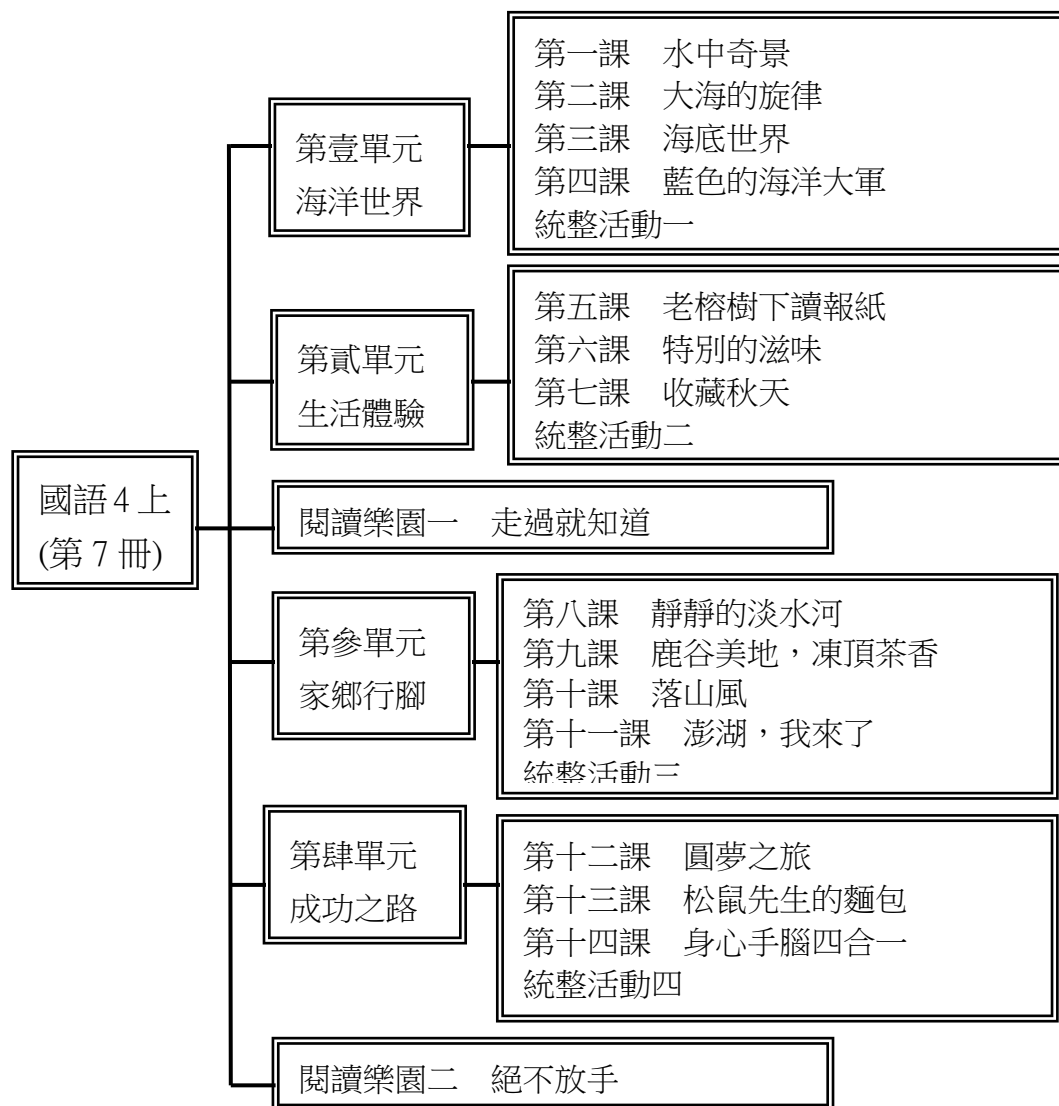 國語4上
(第7冊)
第壹單元
海洋世界
第一課　水中奇景
第二課　大海的旋律
第三課　海底世界
第四課　藍色的海洋大軍
統整活動一
第貳單元
生活體驗
第五課　老榕樹下讀報紙
第六課　特別的滋味
第七課　收藏秋天
統整活動二
閱讀樂園一　走過就知道
第參單元
家鄉行腳
第八課　靜靜的淡水河
第九課　鹿谷美地，凍頂茶香
第十課　落山風
第十一課　澎湖，我來了
統整活動三
第肆單元
成功之路
第十二課　圓夢之旅
第十三課　松鼠先生的麵包
第十四課　身心手腦四合一
統整活動四
閱讀樂園二　絕不放手